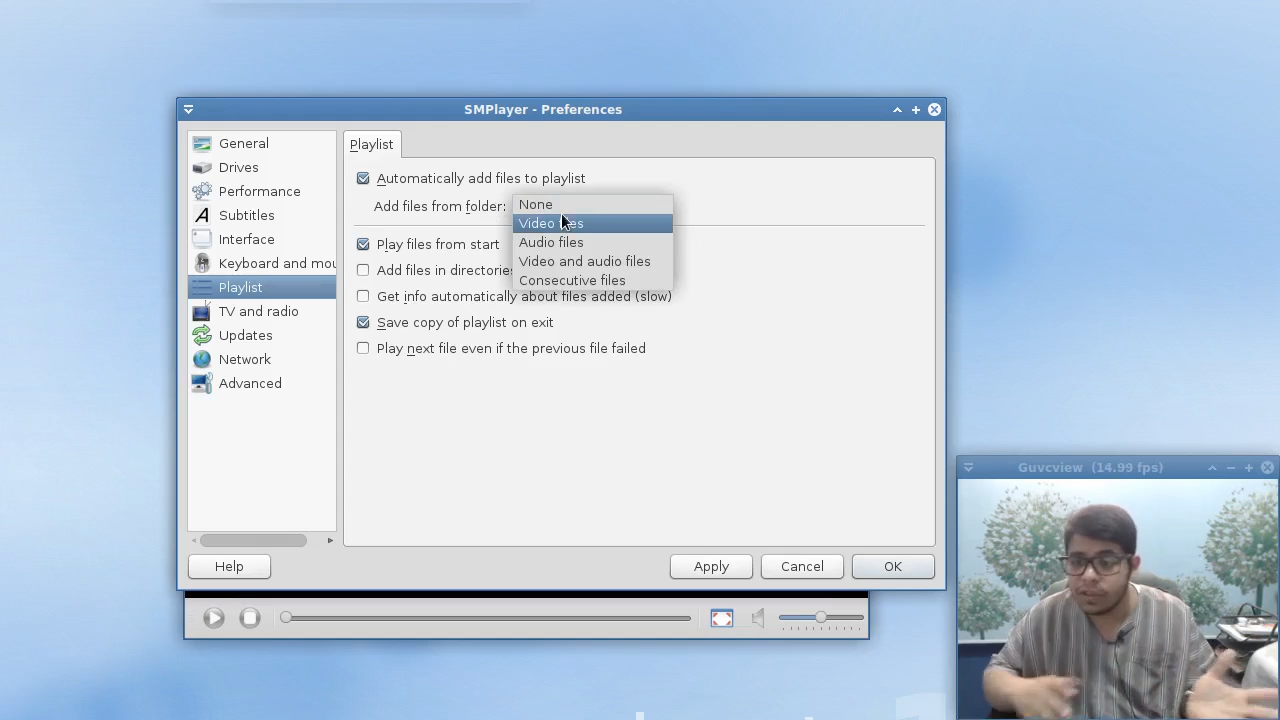 SMPlayer - Preferences
General
Drives
Performance
Subtitles
Interface
Keyboard and mou
Playlist
TV and radio
Updates
Network
Advanced
Playlist
Automatically add files to playlist
Add files from folder:
None
Video files
Audio files
Video and audio files
Consecutive files
Play files from start
Add files in directories
Get info automatically about files added (slow)
Save copy of playlist on exit
Play next file even if the previous file failed
Help
Apply
Cancel
OK
Guvcview (14.99 fps)